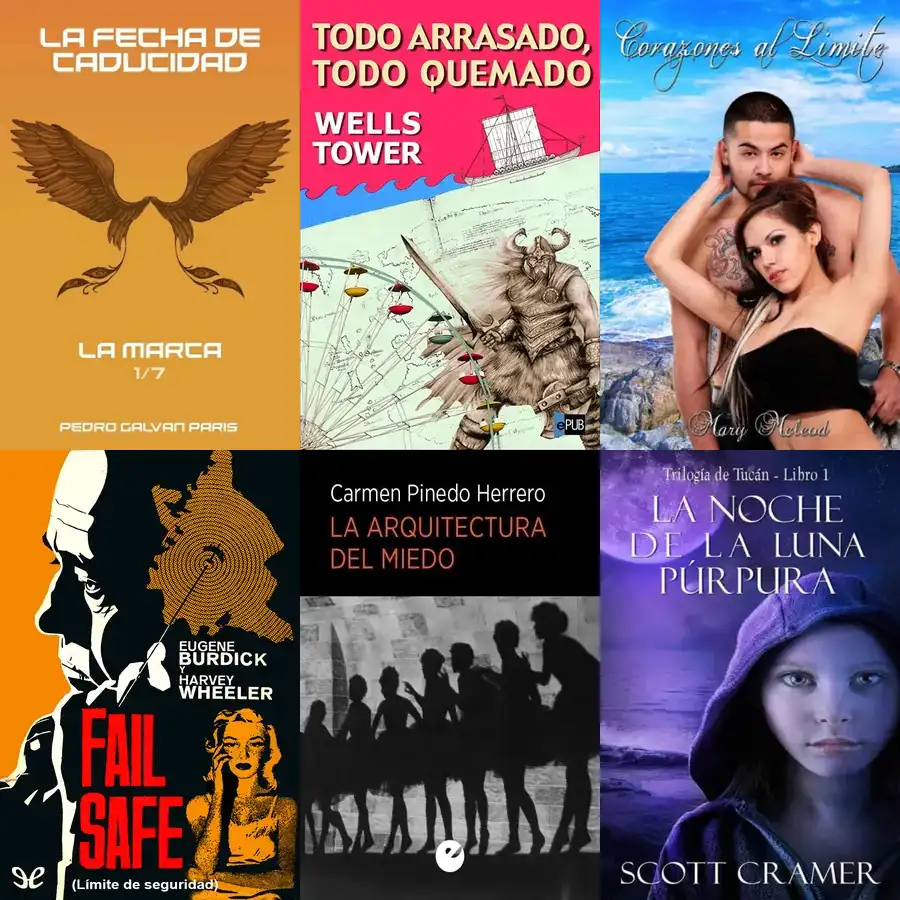 LA FECHA DE
CADUCIDAD
LA MARCA
1/7
PEDRO GALVAN PARIS
TODO ARRASADO,
TODO QUEMADO
WELLS
TOWER
ePUB
Corazones al Limite
Mary McLeod
EUGENE
BURDICK
Y
HARVEY
WHEELER
FAIL
SAFE
(Límite de seguridad)
Carmen Pinedo Herrero
LA ARQUITECTURA
DEL MIEDO
e
Trilogía de Tucán - Libro 1
LA NOCHE
DE LA LUNA
PÚRPURA
SCOTT CRAMER